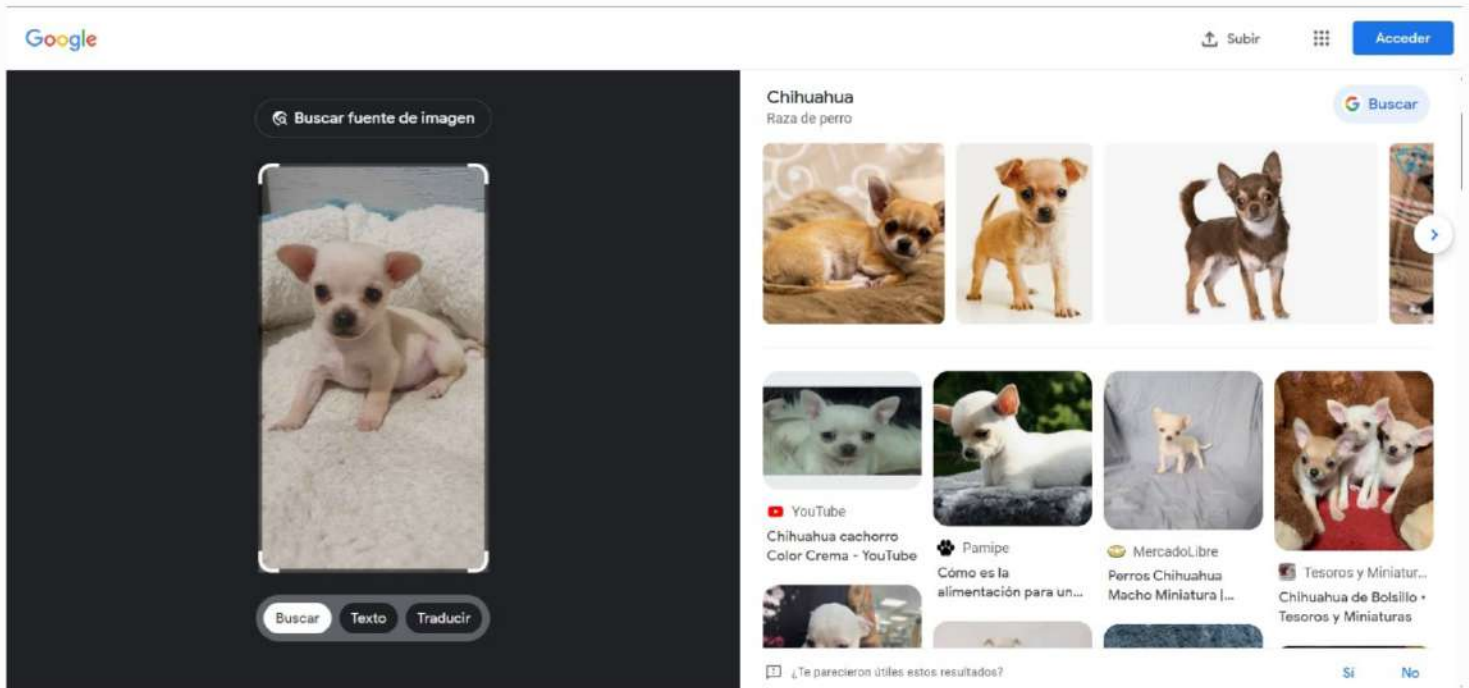 Google
Subir
Acceder
Buscar fuente de imagen
Buscar
Texto
Traducir
Chihuahua
Raza de perro
Buscar
YouTube
Chihuahua cachorro
Color Crema - YouTube
Pamipe
Cómo es la
alimentación para un...
MercadoLibre
Perros Chihuahua
Macho Miniatura |...
Tesoros y Miniatur...
Chihuahua de Bolsillo •
Tesoros y Miniaturas
¿Te parecieron útiles estos resultados?
Sí
No